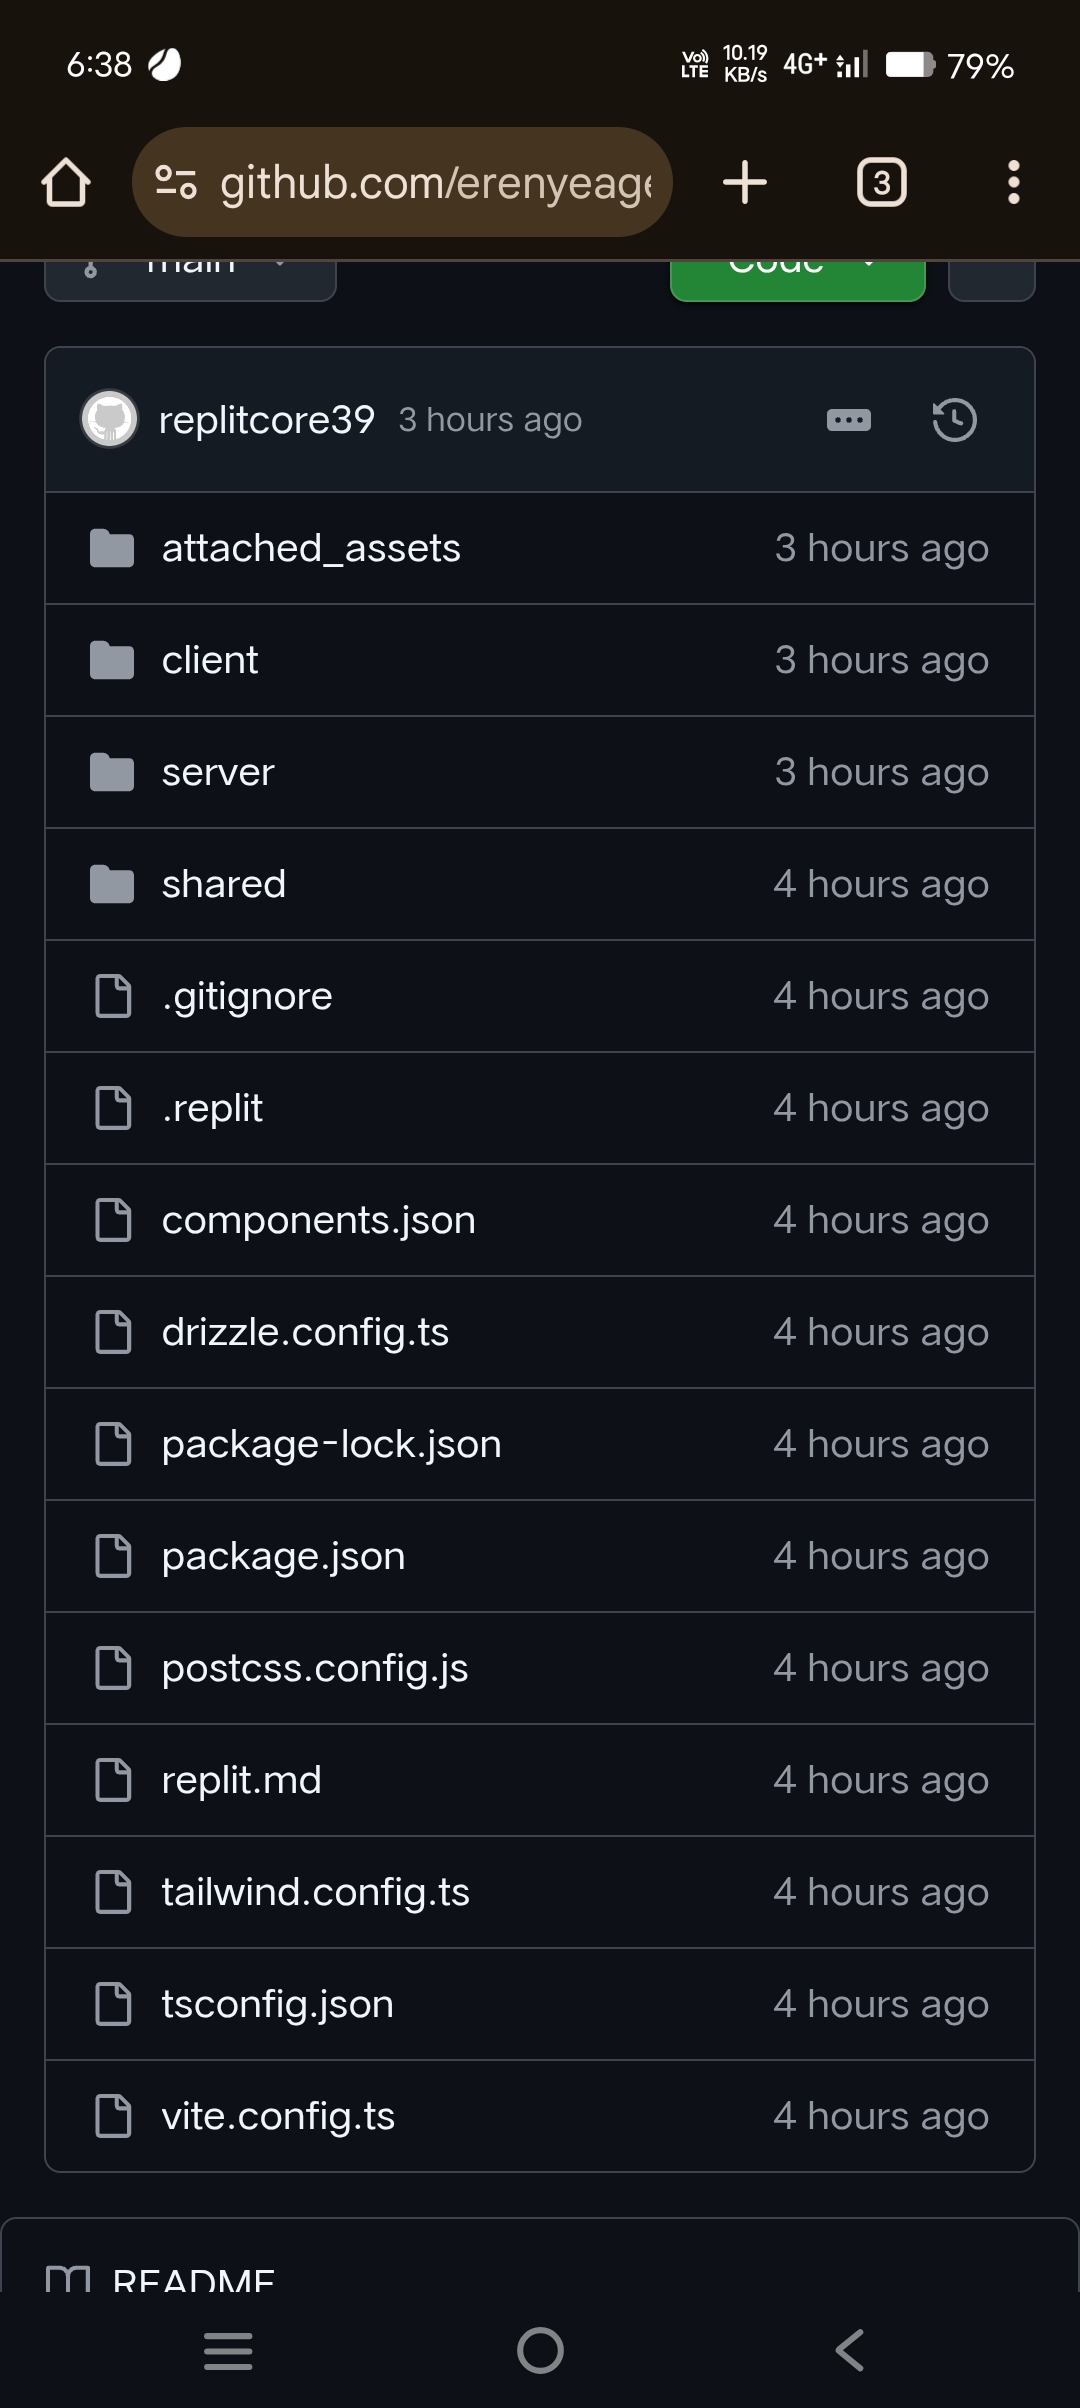 6:38
Vo)) LTE
10.19 KB/s
4G+
79%
github.com/erenyeage
3
main
Code
replitcore39 3 hours ago
attached_assets 3 hours ago
client 3 hours ago
server 3 hours ago
shared 4 hours ago
.gitignore 4 hours ago
.replit 4 hours ago
components.json 4 hours ago
drizzle.config.ts 4 hours ago
package-lock.json 4 hours ago
package.json 4 hours ago
postcss.config.js 4 hours ago
replit.md 4 hours ago
tailwind.config.ts 4 hours ago
tsconfig.json 4 hours ago
vite.config.ts 4 hours ago
README